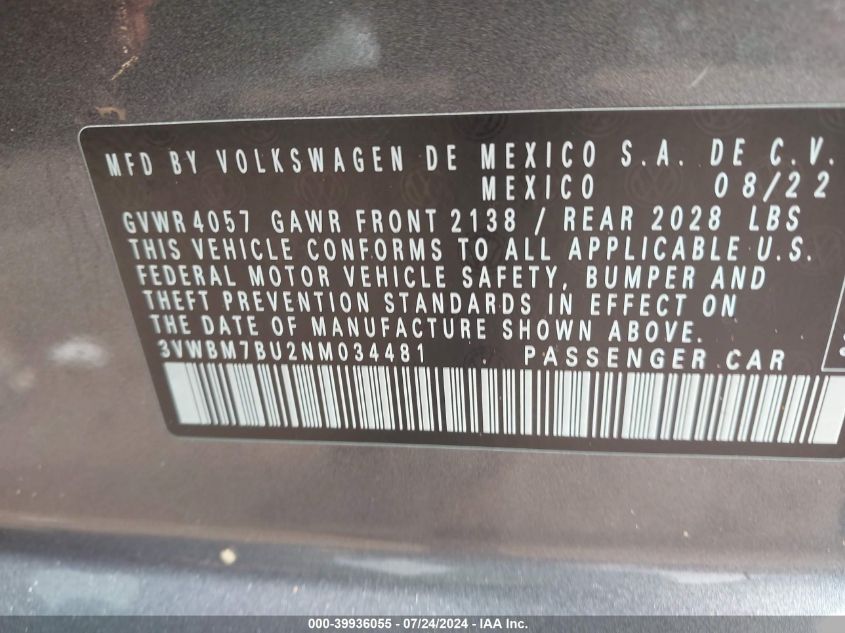 MFD BY VOLKSWAGEN DE MEXICO S.A. DE C.V.
MEXICO 08/22
GVWR 4057 GAWR FRONT 2138 / REAR 2028 LBS
THIS VEHICLE CONFORMS TO ALL APPLICABLE U.S.
FEDERAL MOTOR VEHICLE SAFETY, BUMPER AND
THEFT PREVENTION STANDARDS IN EFFECT ON
THE DATE OF MANUFACTURE SHOWN ABOVE.
3VWBM7BU2NM034481 PASSENGER CAR
000-39936055 - 07/24/2024 - IAA Inc.